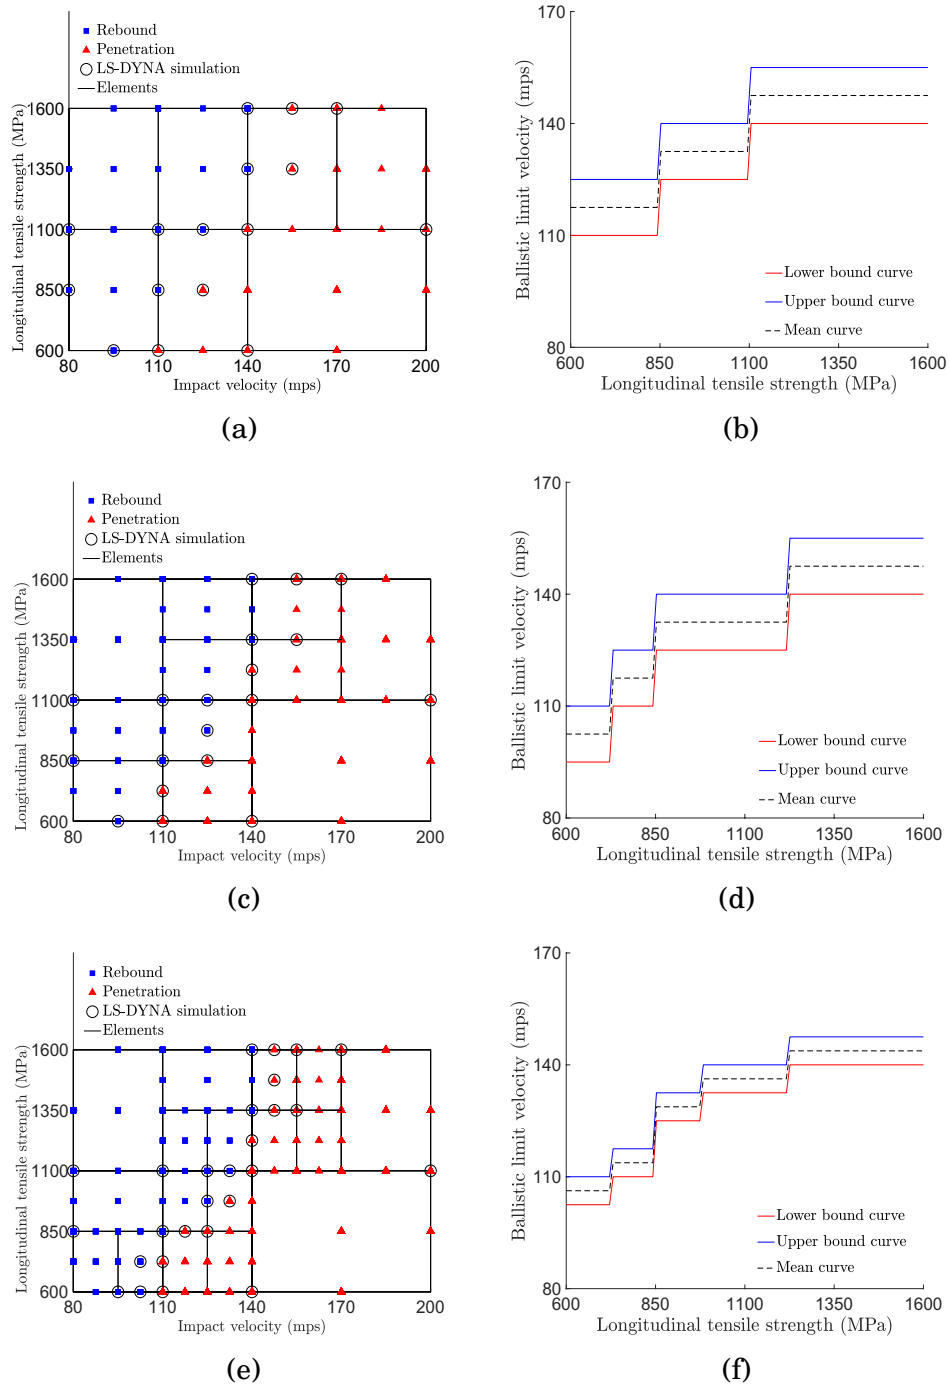 Rebound
Penetration
LS-DYNA simulation
Elements
1600
1350
1100
850
600
Longitudinal tensile strength (MPa)
80 110 140 170 200
Impact velocity (mps)
(a)
170
140
110
80
Ballistic limit velocity (mps)
Lower bound curve
Upper bound curve
Mean curve
600 850 1100 1350 1600
Longitudinal tensile strength (MPa)
(b)
Rebound
Penetration
LS-DYNA simulation
Elements
1600
1350
1100
850
600
Longitudinal tensile strength (MPa)
80 110 140 170 200
Impact velocity (mps)
(c)
170
140
110
80
Ballistic limit velocity (mps)
Lower bound curve
Upper bound curve
Mean curve
600 850 1100 1350 1600
Longitudinal tensile strength (MPa)
(d)
Rebound
Penetration
LS-DYNA simulation
Elements
1600
1350
1100
850
600
Longitudinal tensile strength (MPa)
80 110 140 170 200
Impact velocity (mps)
(e)
170
140
110
80
Ballistic limit velocity (mps)
Lower bound curve
Upper bound curve
Mean curve
600 850 1100 1350 1600
Longitudinal tensile strength (MPa)
(f)